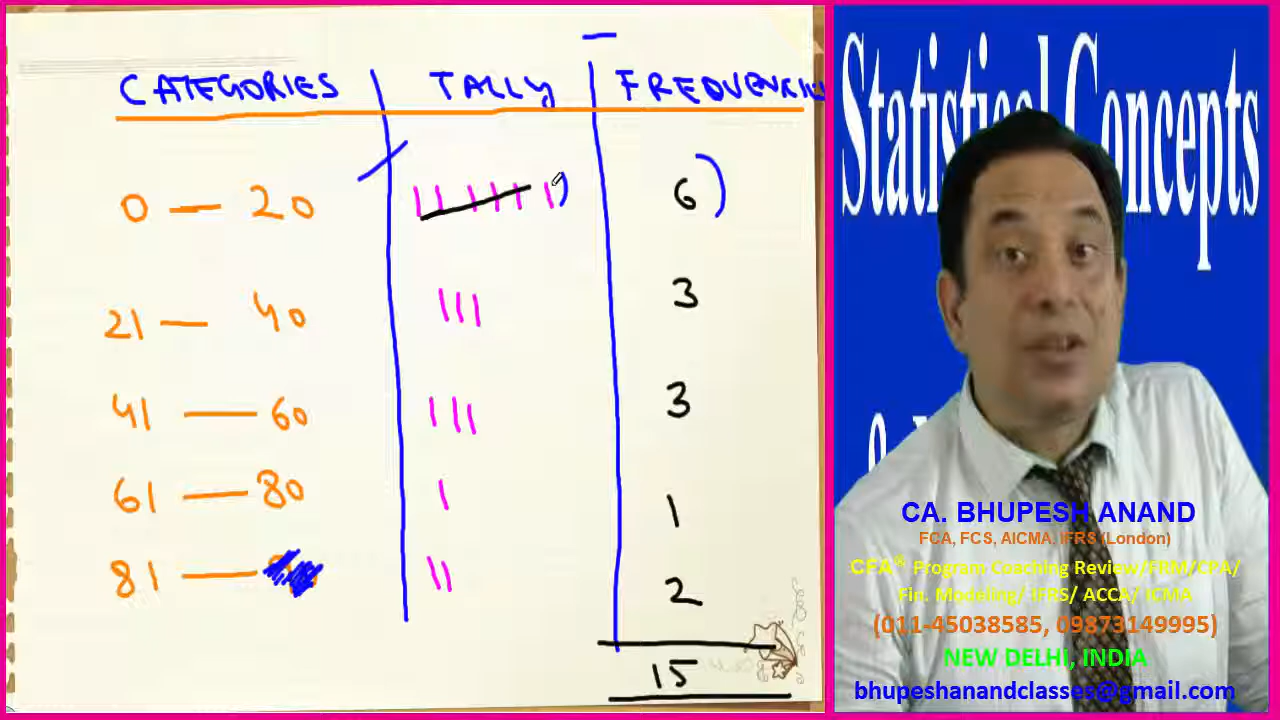 CATEGORIES TALLY FREQUENCIES
0 — 20 6)
21 — 40 3
41 — 60 3
61 — 80 1
81 — 2
15
Statistical Concepts
&
CA. BHUPESH ANAND
FCA, FCS, AICMA. IFRS (London)
CFA® Program Coaching Review/FRM/CPA/
Fin. Modeling/ IFRS/ ACCA/ ICMA
(011-45038585, 09873149995)
NEW DELHI, INDIA
bhupeshanandclasses@gmail.com